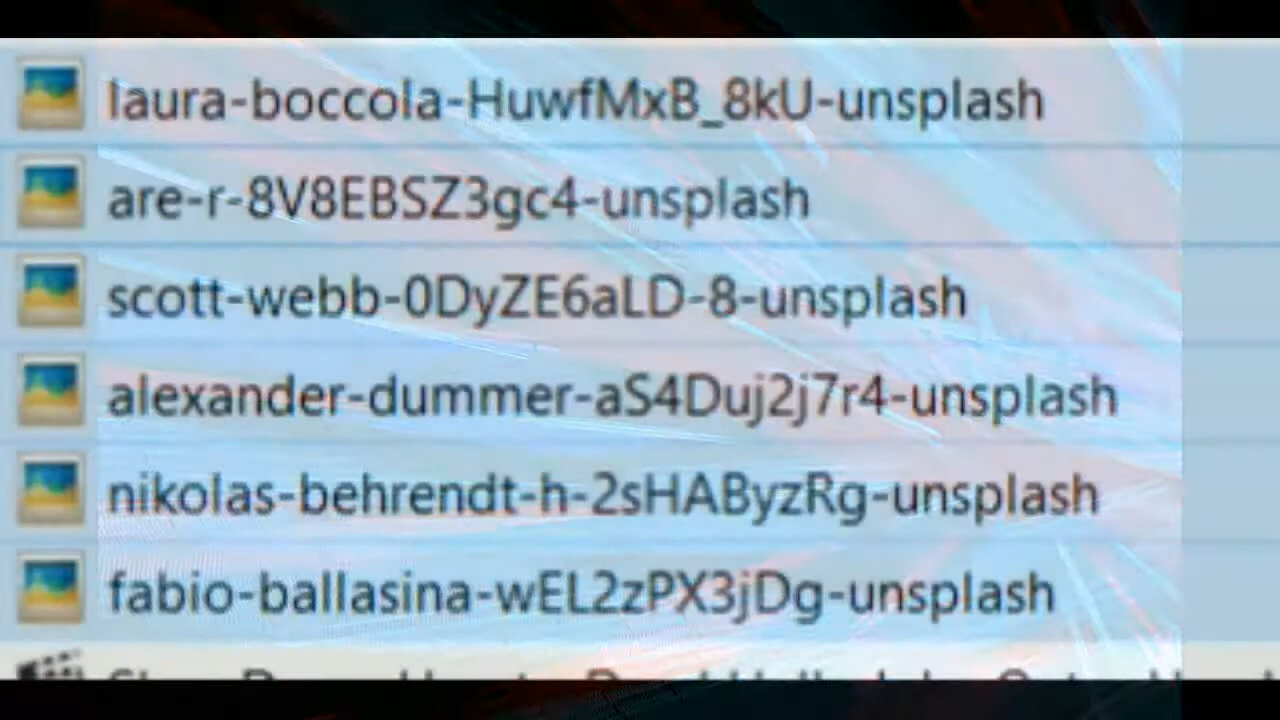 laura-boccola-HuwfMxB_8kU-unsplash
are-r-8V8EBSZ3gc4-unsplash
scott-webb-0DyZE6aLD-8-unsplash
alexander-dummer-aS4Duj2j7r4-unsplash
nikolas-behrendt-h-2sHAByzRg-unsplash
fabio-ballasina-wEL2zPX3jDg-unsplash